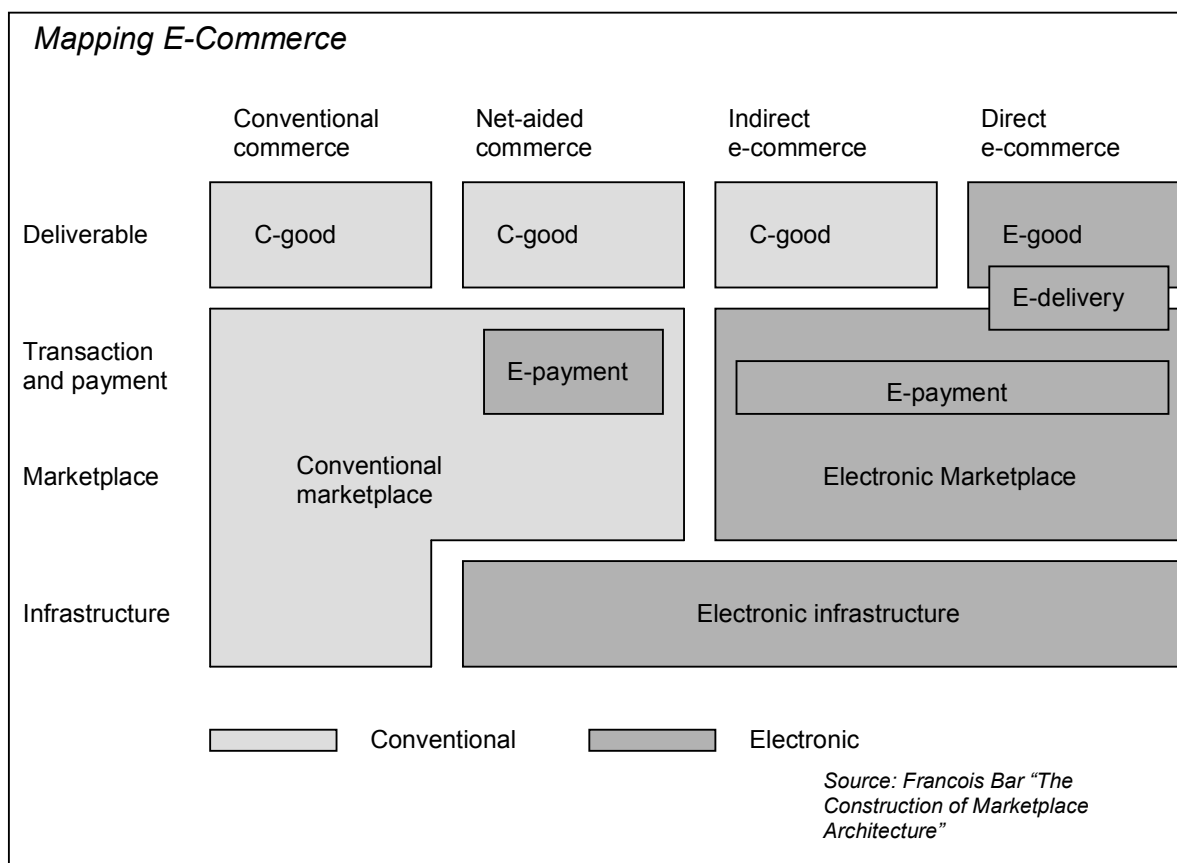 Mapping E-Commerce
Conventional
commerce
Net-aided
commerce
Indirect
e-commerce
Direct
e-commerce
Deliverable
C-good
C-good
C-good
E-good
E-delivery
Transaction
and payment
E-payment
E-payment
Marketplace
Conventional
marketplace
Electronic Marketplace
Infrastructure
Electronic infrastructure
Conventional
Electronic
Source: Francois Bar “The
Construction of Marketplace
Architecture”